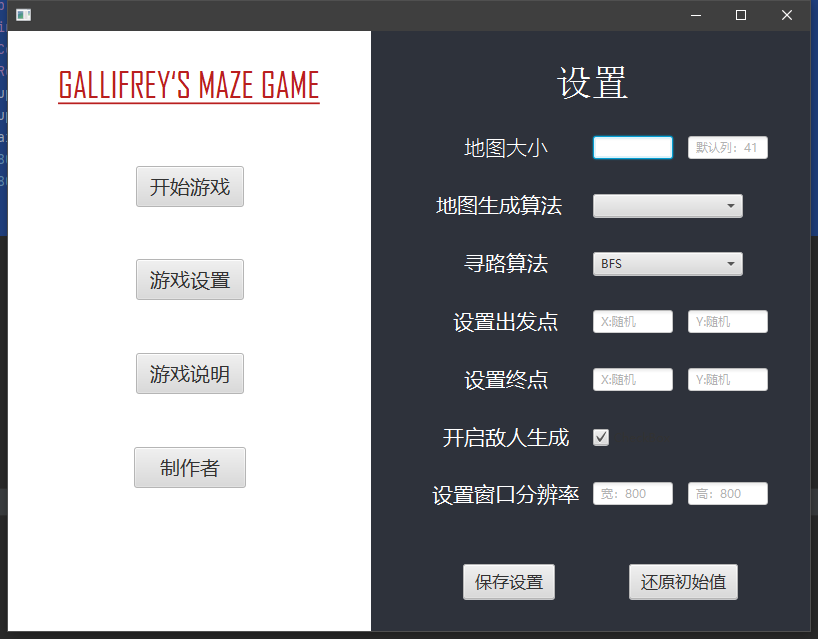 GALLIFREY'S MAZE GAME
开始游戏
游戏设置
游戏说明
制作者
设置
地图大小 默认列：41
地图生成算法
寻路算法 BFS
设置出发点 X:随机 Y:随机
设置终点 X:随机 Y:随机
开启敌人生成
设置窗口分辨率 宽：800 高：800
保存设置 还原初始值